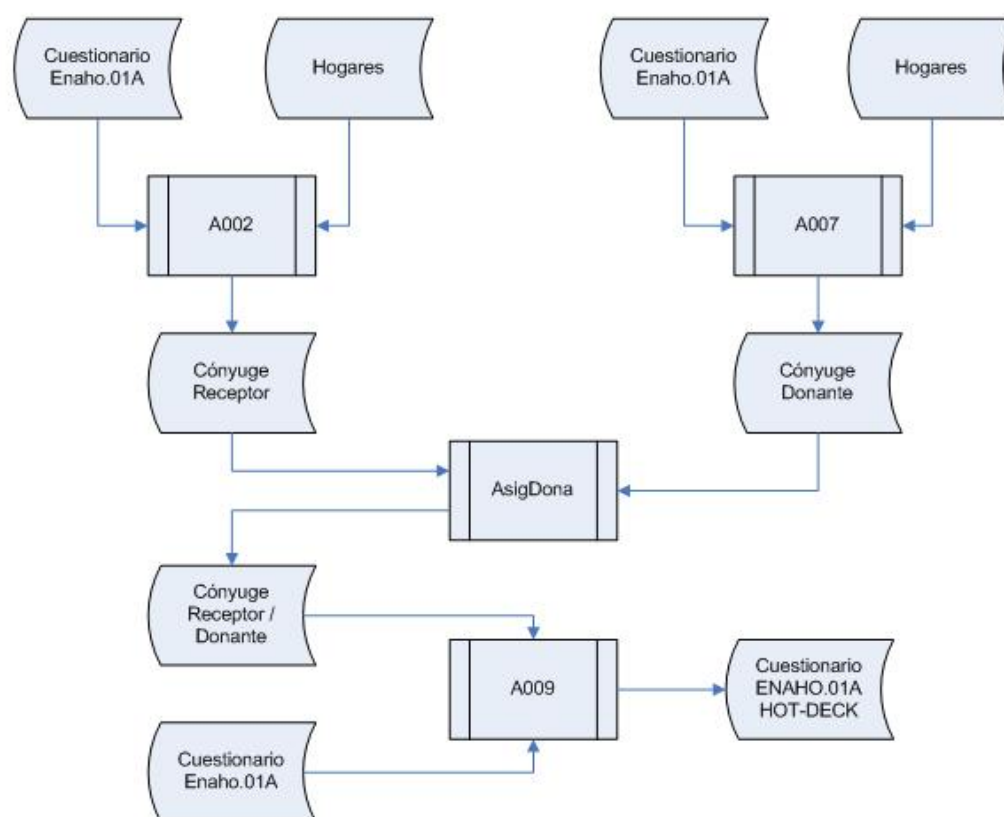 Cuestionario
Enaho.01A
Hogares
Cuestionario
Enaho.01A
Hogares
A002
A007
Cónyuge
Receptor
Cónyuge
Donante
AsigDona
Cónyuge
Receptor /
Donante
A009
Cuestionario
ENAHO.01A
HOT-DECK
Cuestionario
Enaho.01A